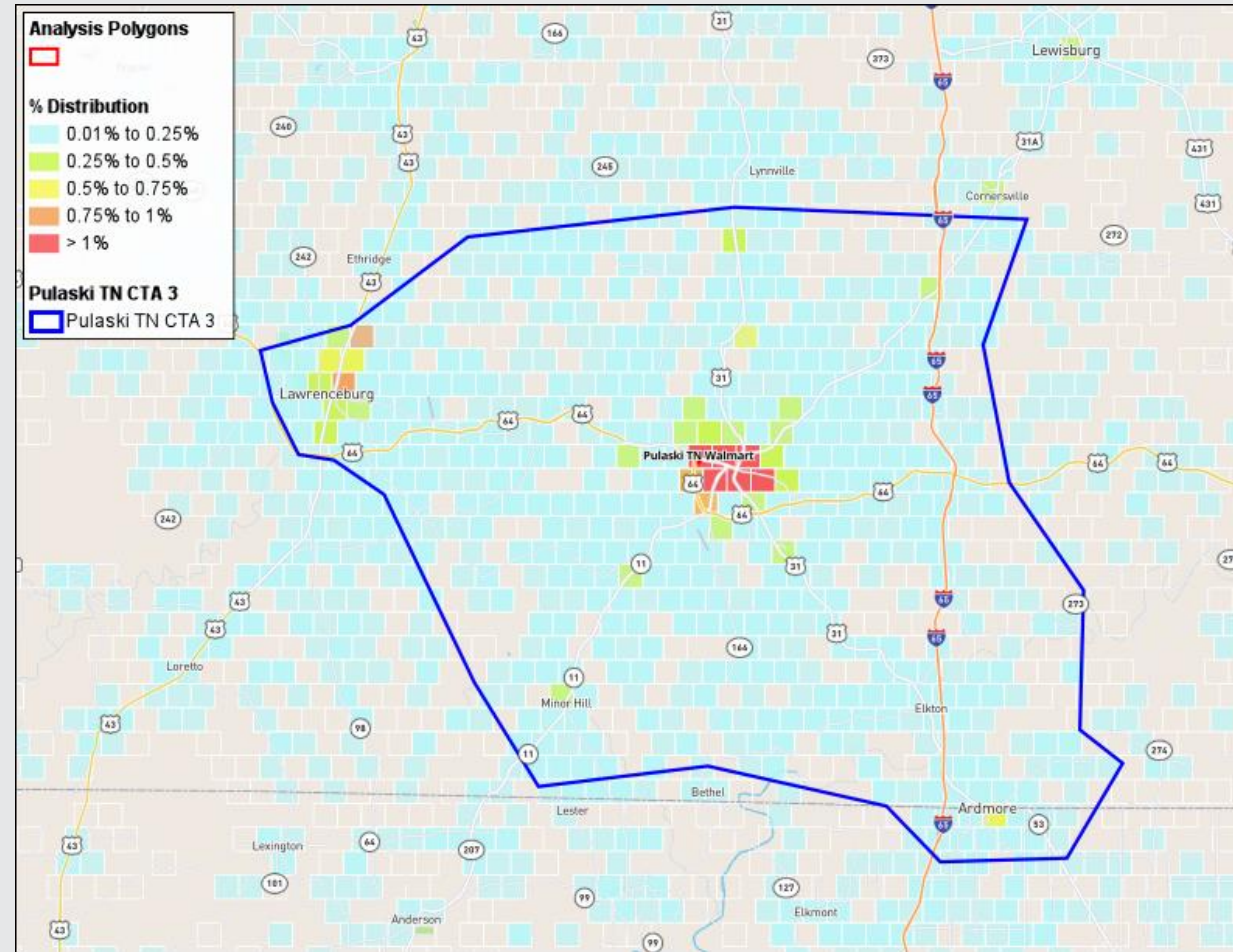 Analysis Polygons
% Distribution
0.01% to 0.25%
0.25% to 0.5%
0.5% to 0.75%
0.75% to 1%
> 1%
Pulaski TN CTA 3
Pulaski TN CTA 3
43
166
31
373
Lewisburg
65
240
43
43
31A
431
245
Lynnville
Cornersville
431
65
272
242
Ethridge
43
65
31
65
Lawrenceburg
64
64
64
Pulaski TN Walmart
64
64
64
64
64
242
64
11
31
65
273
43
43
31
65
166
Loretto
11
Minor Hill
Elkton
43
98
11
274
Bethel
Ardmore
Lester
65
53
43
Lexington
64
207
101
127
99
Elkmont
Anderson
43
99